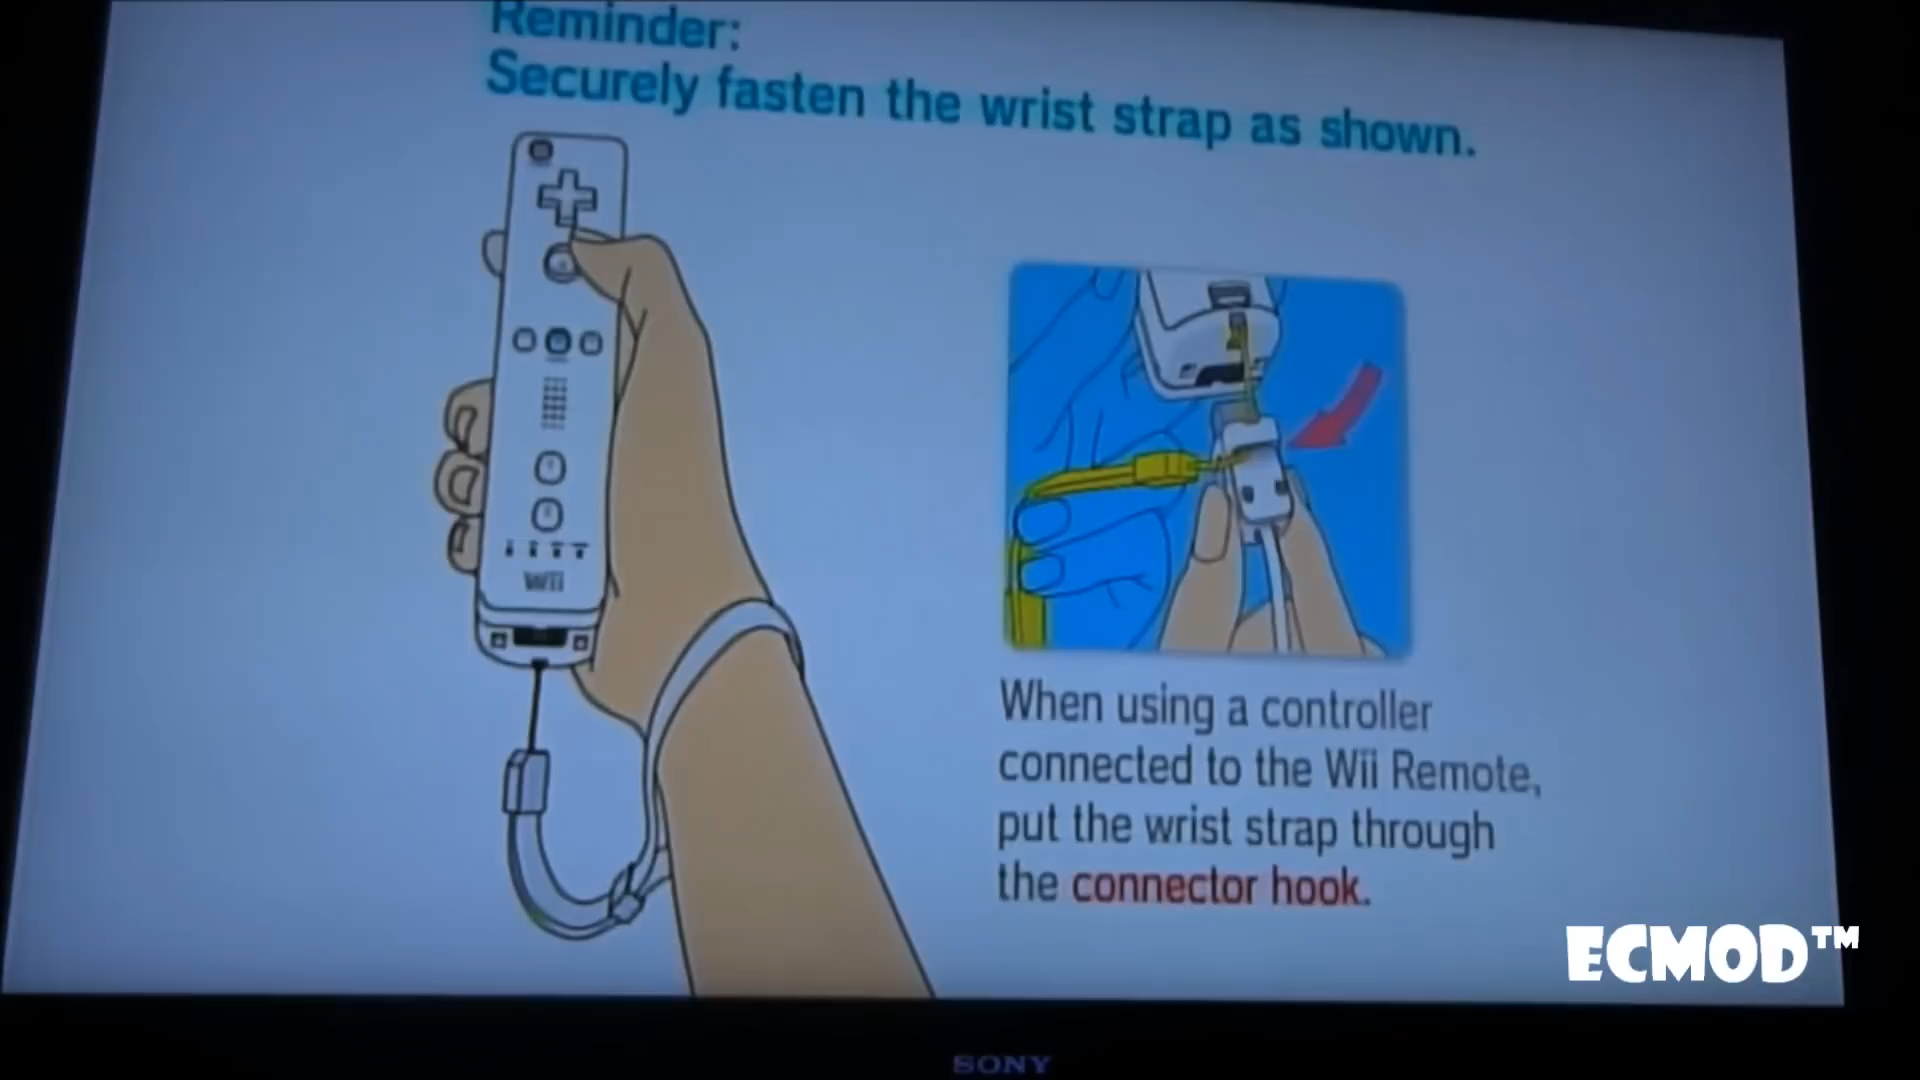 Reminder:
Securely fasten the wrist strap as shown.
Wii
When using a controller
connected to the Wii Remote,
put the wrist strap through
the connector hook.
ECMOD™
SONY